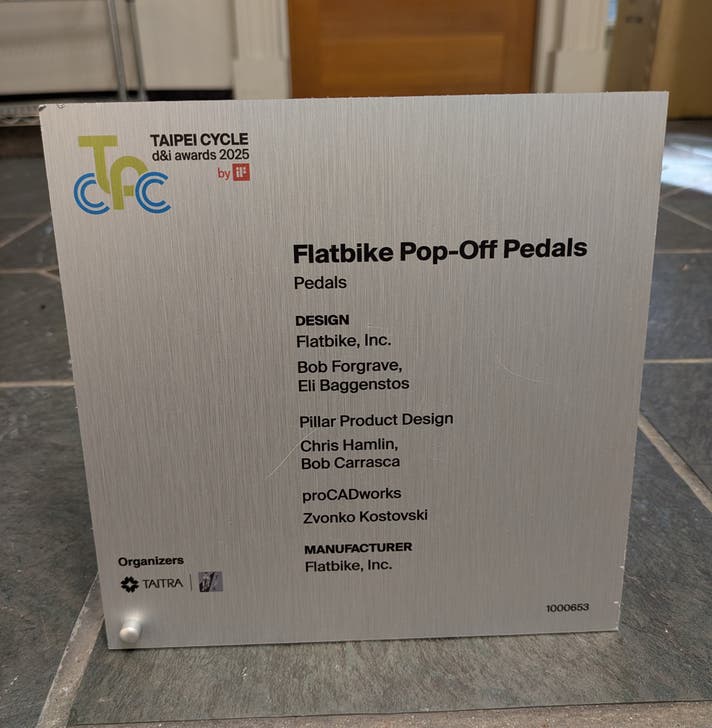 TAIPEI CYCLE
d&i awards 2025
by iF
Flatbike Pop-Off Pedals
Pedals
DESIGN
Flatbike, Inc.
Bob Forgrave,
Eli Baggenstos
Pillar Product Design
Chris Hamlin,
Bob Carrasca
proCADworks
Zvonko Kostovski
MANUFACTURER
Flatbike, Inc.
Organizers
TAITRA
1000653